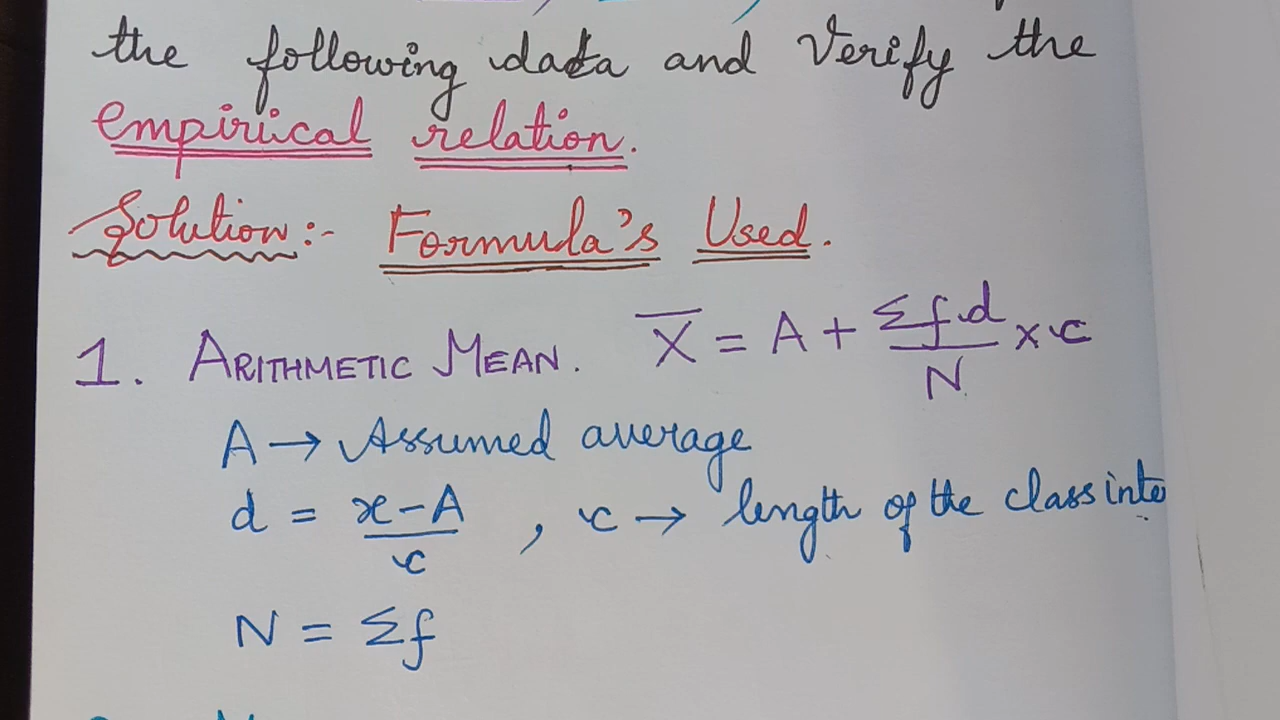 the following data and Verify the
empirical relation.
Solution:- Formula's Used.
1. ARITHMETIC MEAN. X̅ = A + Σf.d/N × c
A → Assumed average
d = x-A/c , c → length of the class inte
N = Σf